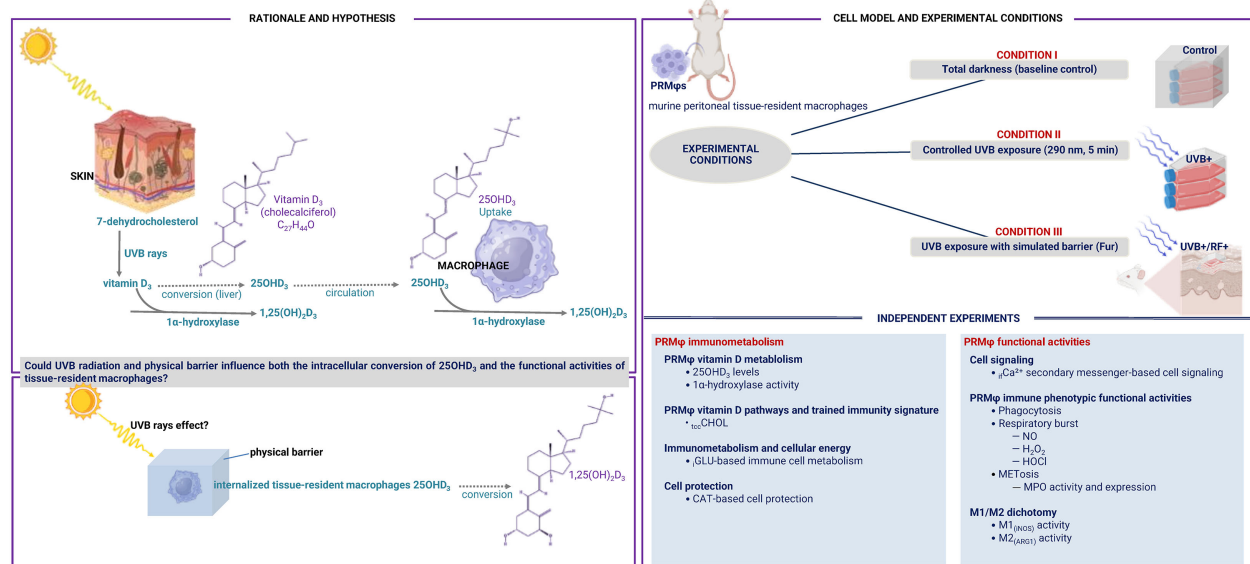 RATIONALE AND HYPOTHESIS
SKIN
7-dehydrocholesterol
UVB rays
Vitamin D₃
(cholecalciferol)
C₂₇H₄₄O
25OHD₃
Uptake
MACROPHAGE
vitamin D₃
conversion (liver)
25OHD₃
circulation
25OHD₃
1α-hydroxylase
1,25(OH)₂D₃
1α-hydroxylase
1,25(OH)₂D₃
Could UVB radiation and physical barrier influence both the intracellular conversion of 25OHD₃ and the functional activities of
tissue-resident macrophages?
UVB rays effect?
physical barrier
internalized tissue-resident macrophages 25OHD₃
conversion
1,25(OH)₂D₃
CELL MODEL AND EXPERIMENTAL CONDITIONS
PRMφs
murine peritoneal tissue-resident macrophages
EXPERIMENTAL
CONDITIONS
CONDITION I
Total darkness (baseline control)
Control
CONDITION II
Controlled UVB exposure (290 nm, 5 min)
UVB+
CONDITION III
UVB exposure with simulated barrier (Fur)
UVB+/RF+
INDEPENDENT EXPERIMENTS
PRMφ immunometabolism
PRMφ vitamin D metablolism
• 25OHD₃ levels
• 1α-hydroxylase activity
PRMφ vitamin D pathways and trained immunity signature
• tccCHOL
Immunometabolism and cellular energy
• iGLU-based immune cell metabolism
Cell protection
• CAT-based cell protection
PRMφ functional activities
Cell signaling
• ifCa²⁺ secondary messenger-based cell signaling
PRMφ immune phenotypic functional activities
• Phagocytosis
• Respiratory burst
— NO
— H₂O₂
— HOCl
• METosis
— MPO activity and expression
M1/M2 dichotomy
• M1(iNOS) activity
• M2(ARG1) activity